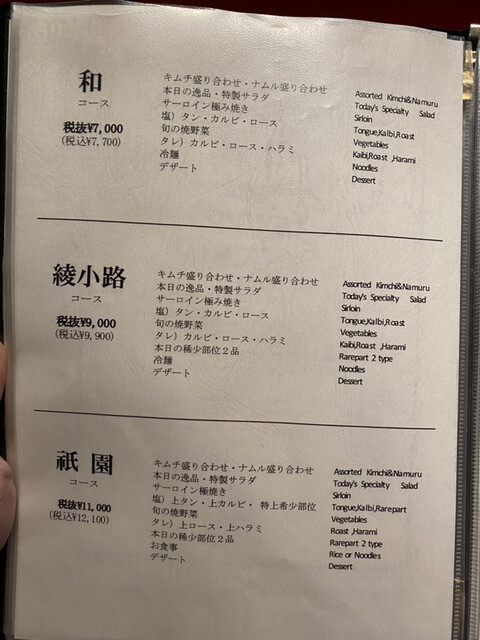 和
コース
税抜¥7,000
(税込¥7,700)
キムチ盛り合わせ・ナムル盛り合わせ
本日の逸品・特製サラダ
サーロイン極み焼き
塩）タン・カルビ・ロース
旬の焼野菜
タレ）カルビ・ロース・ハラミ
冷麺
デザート
Assorted Kimchi&Namuru
Today's Specialty Salad
Sirloin
Tongue,Kalbi,Roast
Vegetables
Kalbi,Roast ,Harami
Noodles
Dessert
綾小路
コース
税抜¥9,000
(税込¥9,900)
キムチ盛り合わせ・ナムル盛り合わせ
本日の逸品・特製サラダ
サーロイン極み焼き
塩）タン・カルビ・ロース
旬の焼野菜
タレ）カルビ・ロース・ハラミ
本日の稀少部位２品
冷麺
デザート
Assorted Kimchi&Namuru
Today's Specialty Salad
Sirloin
Tongue,Kalbi,Roast
Vegetables
Kalbi,Roast ,Harami
Rarepart 2 type
Noodles
Dessert
祇園
コース
税抜¥11,000
(税込¥12,100)
キムチ盛り合わせ・ナムル盛り合わせ
本日の逸品・特製サラダ
サーロイン極焼き
塩）上タン・上カルビ・ 特上希少部位
旬の焼野菜
タレ）上ロース・上ハラミ
本日の稀少部位２品
お食事
デザート
Assorted Kimchi&Namuru
Today's Specialty Salad
Sirloin
Tongue,Kalbi,Rarepart
Vegetables
Roast ,Harami
Rarepart 2 type
Rice or Noodles
Dessert